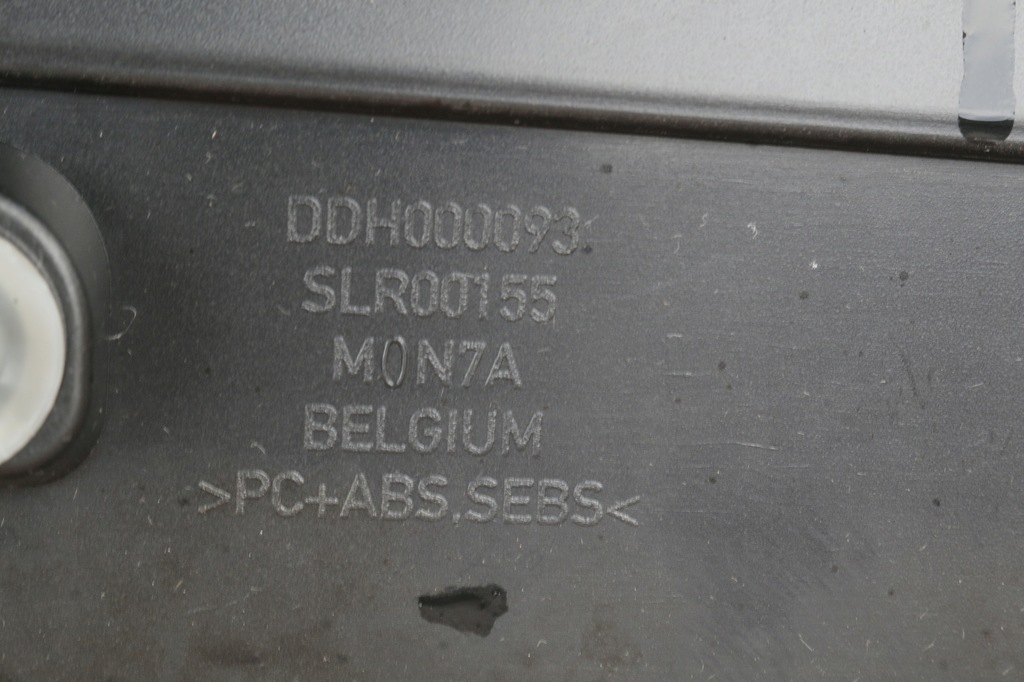 DDH000093
SLR00155
M0N7A
BELGIUM
>PC+ABS,SEBS<